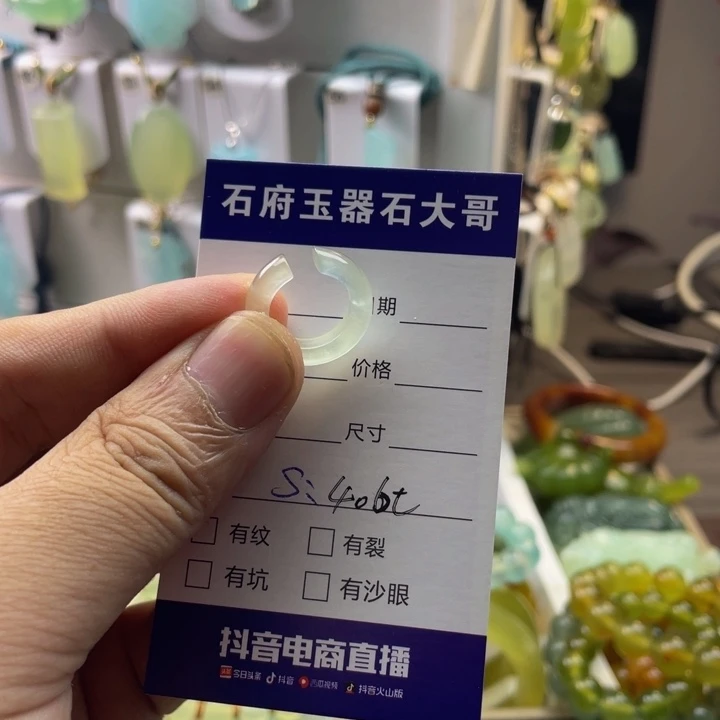 石府玉器石大哥
期
价格
尺寸
S: 4.6t
有纹 有裂
有坑 有沙眼
抖音电商直播
今日头条 抖音 西瓜视频 抖音火山版